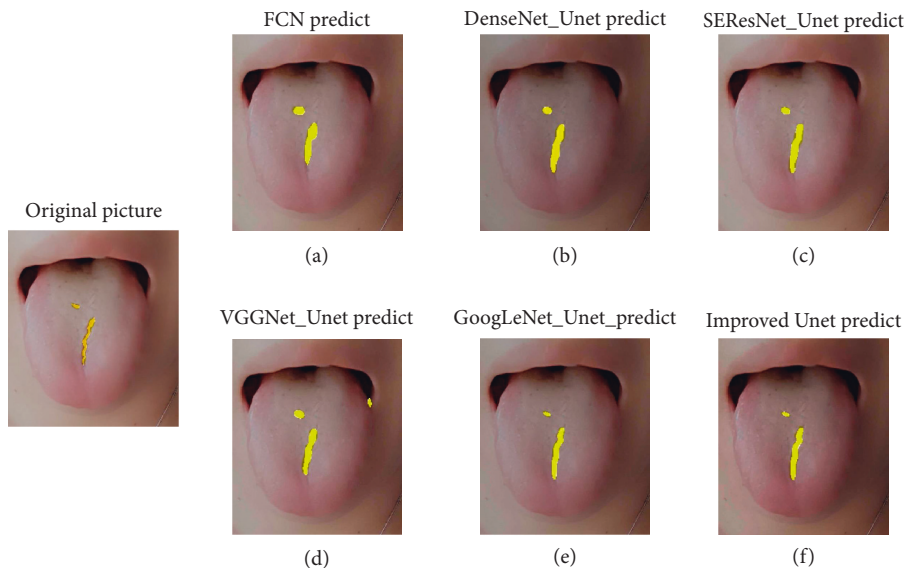 FCN predict
DenseNet_Unet predict
SEResNet_Unet predict
(a)
(b)
(c)
Original picture
VGGNet_Unet predict
GoogLeNet_Unet_predict
Improved Unet predict
(d)
(e)
(f)